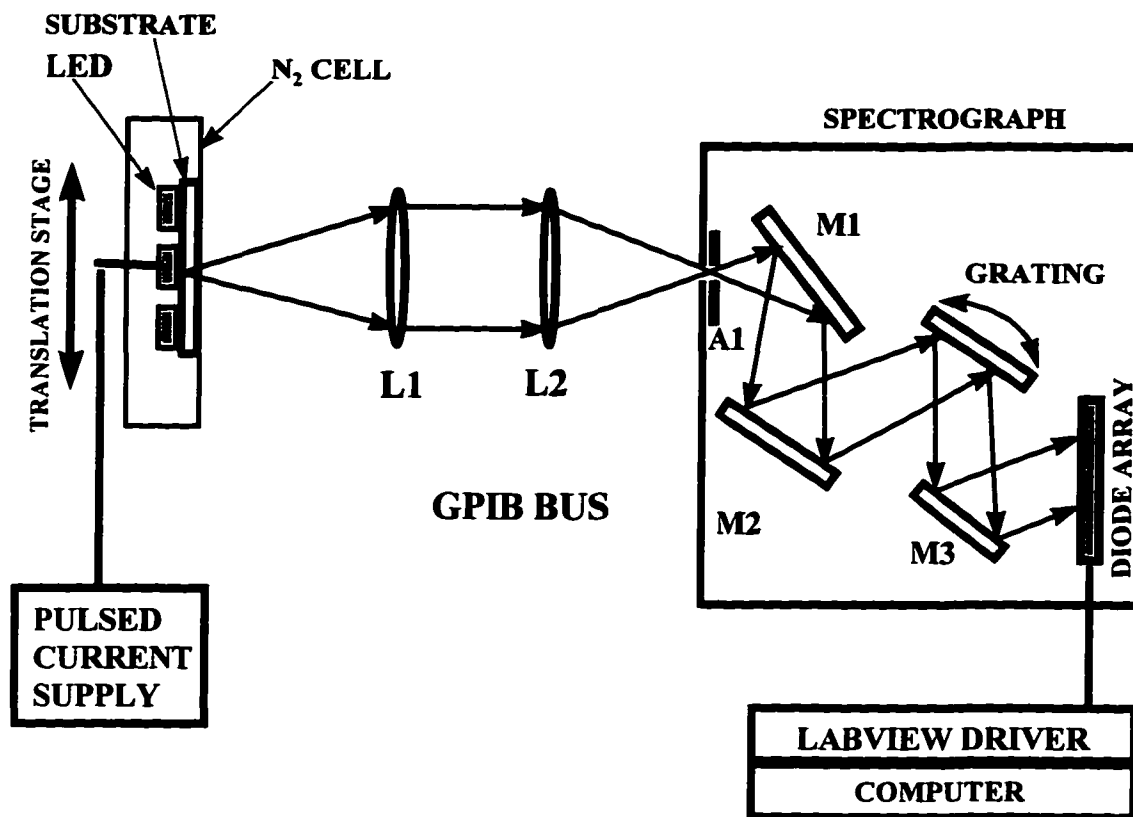 SUBSTRATE
LED
N₂ CELL
TRANSLATION STAGE
L1
L2
GPIB BUS
PULSED
CURRENT
SUPPLY
SPECTROGRAPH
M1
GRATING
A1
M2
M3
DIODE ARRAY
LABVIEW DRIVER
COMPUTER